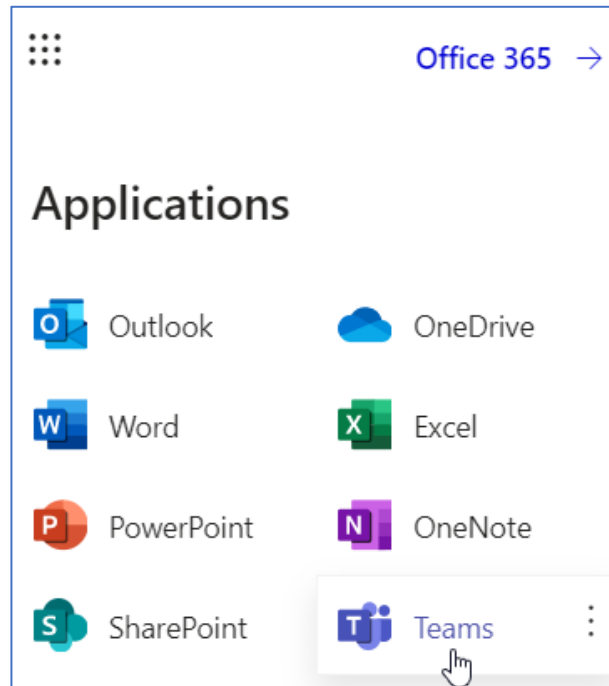 Office 365 →
Applications
Outlook
OneDrive
Word
Excel
PowerPoint
OneNote
SharePoint
Teams